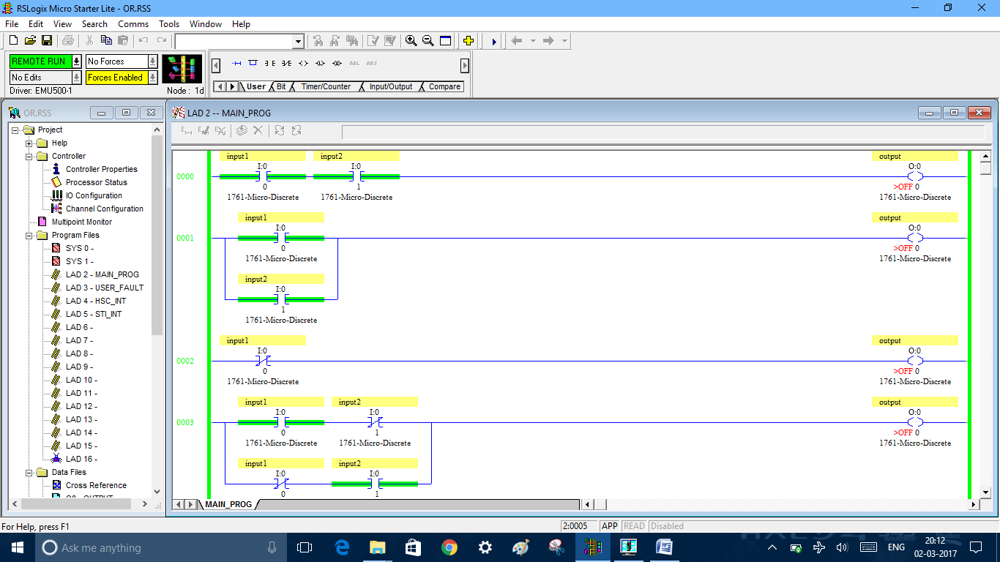 RSLogix Micro Starter Lite - OR.RSS
File Edit View Search Comms Tools Window Help
REMOTE RUN No Forces
No Edits Forces Enabled
Driver: EMU500-1 Node : 1d
ABL ABS
User Bit Timer/Counter Input/Output Compare
OR.RSS
Project
Help
Controller
Controller Properties
Processor Status
IO Configuration
Channel Configuration
Multipoint Monitor
Program Files
SYS 0 -
SYS 1 -
LAD 2 - MAIN_PROG
LAD 3 - USER_FAULT
LAD 4 - HSC_INT
LAD 5 - STI_INT
LAD 6 -
LAD 7 -
LAD 8 -
LAD 9 -
LAD 10 -
LAD 11 -
LAD 12 -
LAD 13 -
LAD 14 -
LAD 15 -
LAD 16 -
Data Files
Cross Reference
O0 - OUTPUT
LAD 2 -- MAIN_PROG
input1 input2 output
I:0 I:0 O:0
0000
0 1 >OFF 0
1761-Micro-Discrete 1761-Micro-Discrete 1761-Micro-Discrete
input1 output
I:0 O:0
0001
0 >OFF 0
1761-Micro-Discrete 1761-Micro-Discrete
input2
I:0
1
1761-Micro-Discrete
input1 output
I:0 O:0
0002
0 >OFF 0
1761-Micro-Discrete 1761-Micro-Discrete
input1 input2 output
I:0 I:0 O:0
0003
0 1 >OFF 0
1761-Micro-Discrete 1761-Micro-Discrete 1761-Micro-Discrete
input1 input2
I:0 I:0
0 1
MAIN_PROG
For Help, press F1
2:0005 APP READ Disabled
Ask me anything
ENG
20:12
02-03-2017